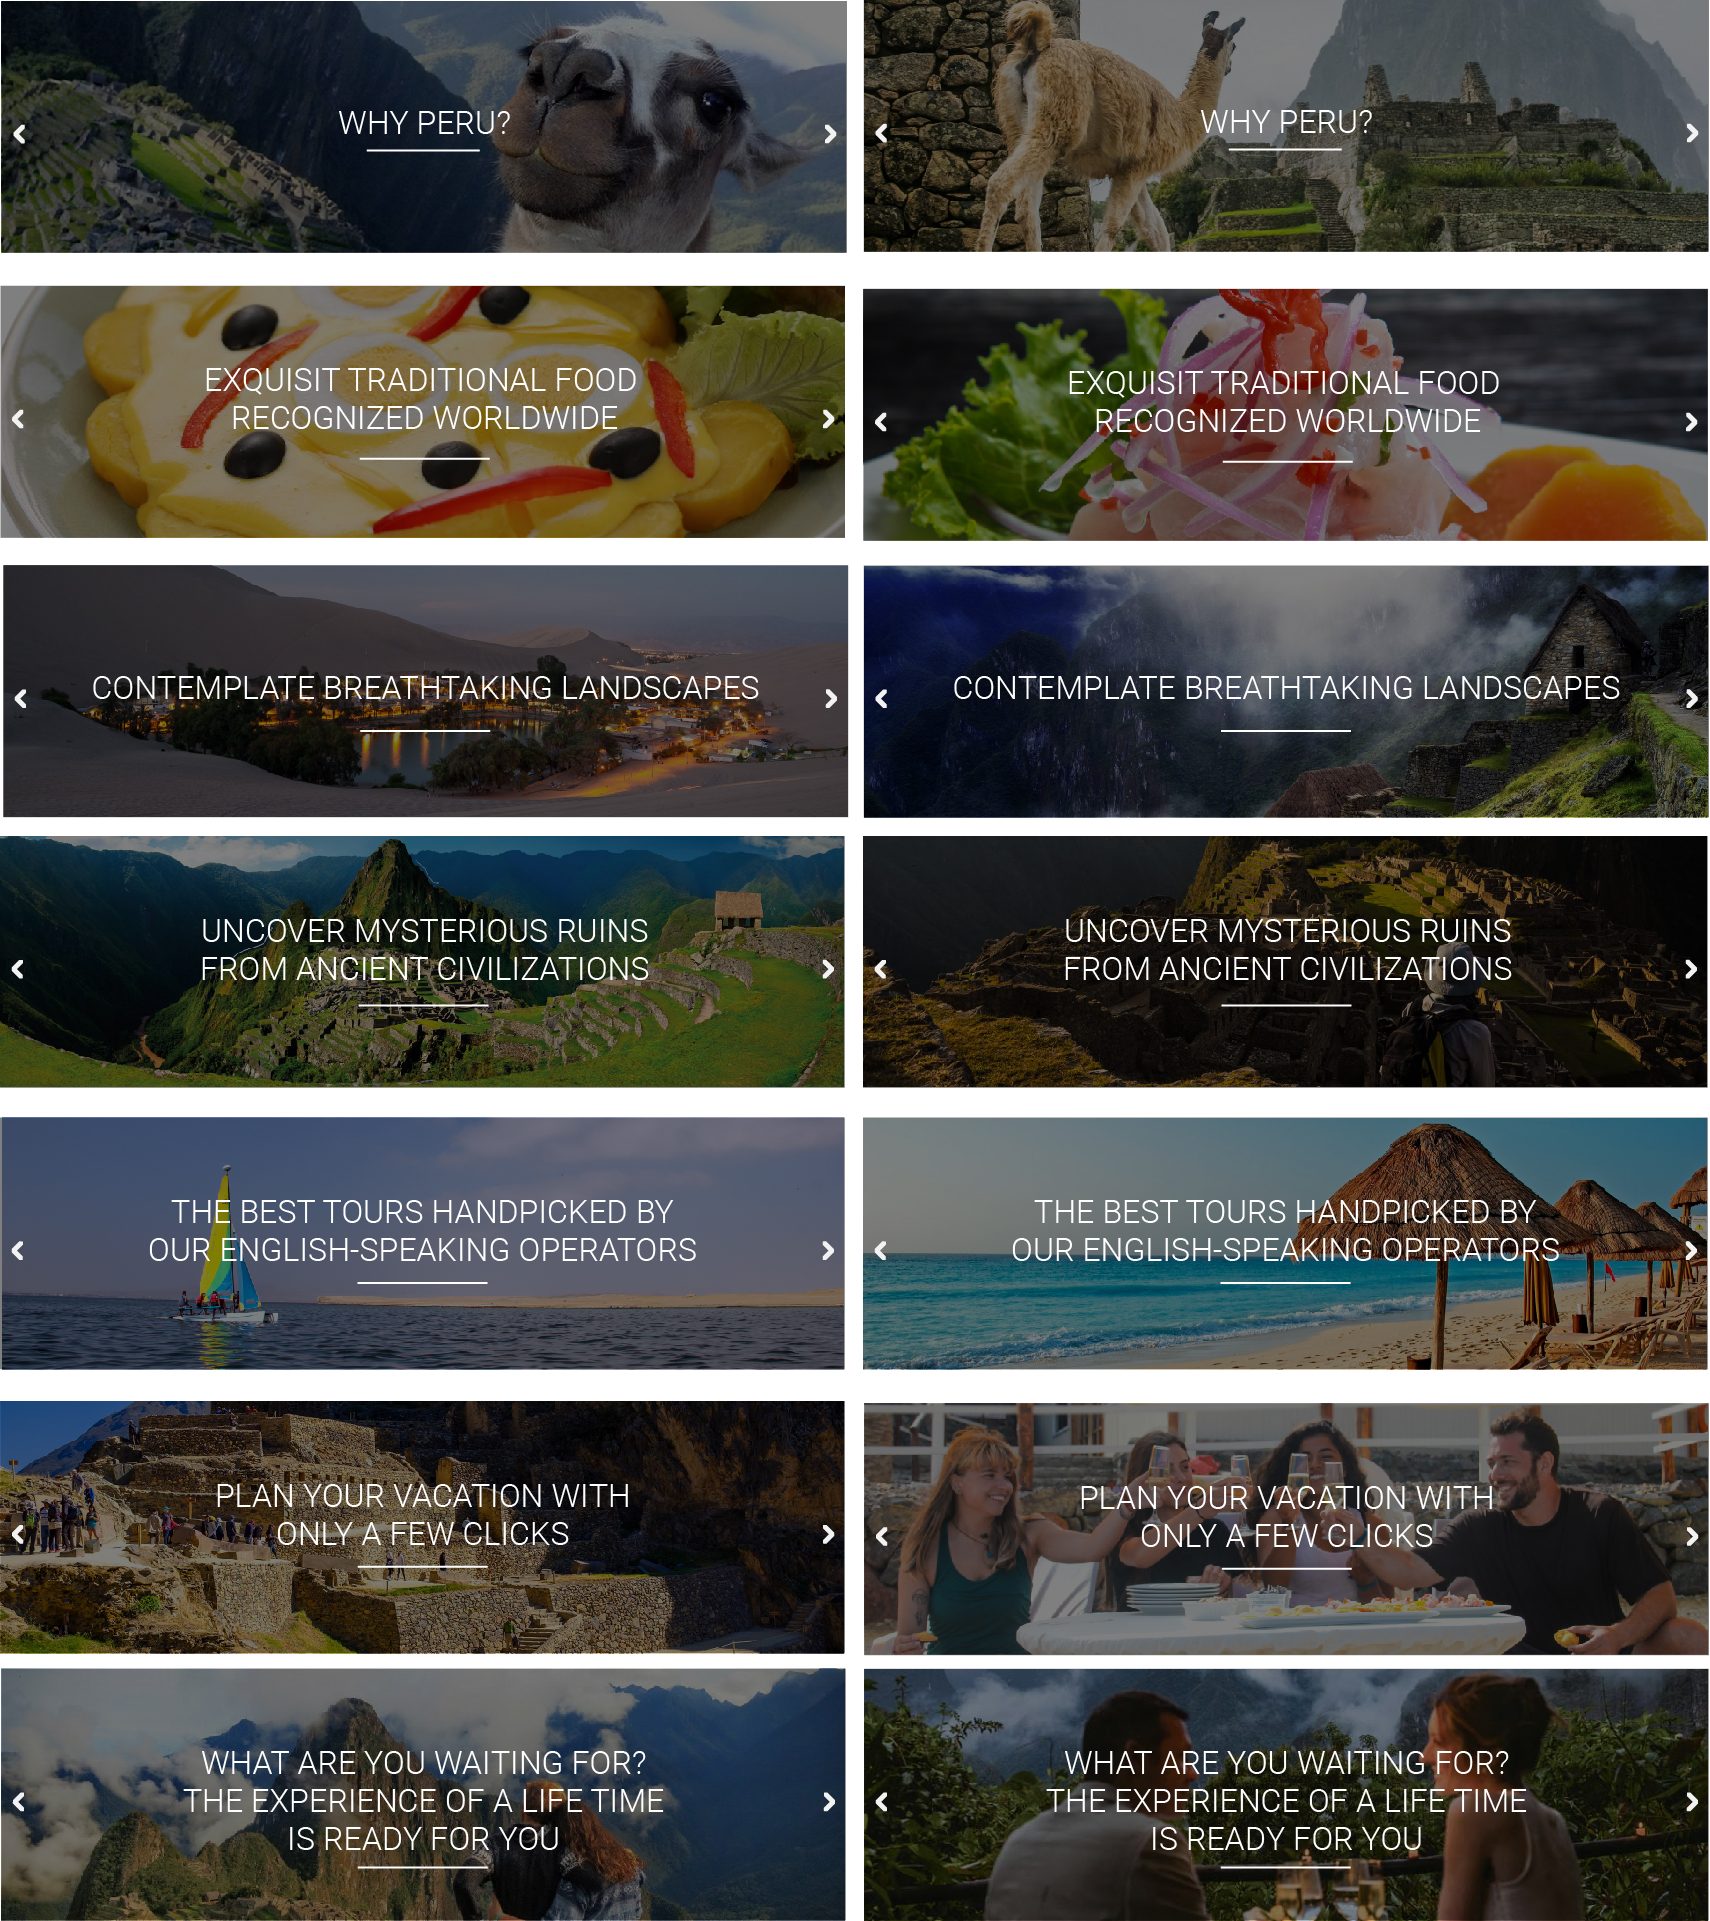 WHY PERU?
WHY PERU?
EXQUISIT TRADITIONAL FOOD
RECOGNIZED WORLDWIDE
EXQUISIT TRADITIONAL FOOD
RECOGNIZED WORLDWIDE
CONTEMPLATE BREATHTAKING LANDSCAPES
CONTEMPLATE BREATHTAKING LANDSCAPES
UNCOVER MYSTERIOUS RUINS
FROM ANCIENT CIVILIZATIONS
UNCOVER MYSTERIOUS RUINS
FROM ANCIENT CIVILIZATIONS
THE BEST TOURS HANDPICKED BY
OUR ENGLISH-SPEAKING OPERATORS
THE BEST TOURS HANDPICKED BY
OUR ENGLISH-SPEAKING OPERATORS
PLAN YOUR VACATION WITH
ONLY A FEW CLICKS
PLAN YOUR VACATION WITH
ONLY A FEW CLICKS
WHAT ARE YOU WAITING FOR?
THE EXPERIENCE OF A LIFE TIME
IS READY FOR YOU
WHAT ARE YOU WAITING FOR?
THE EXPERIENCE OF A LIFE TIME
IS READY FOR YOU